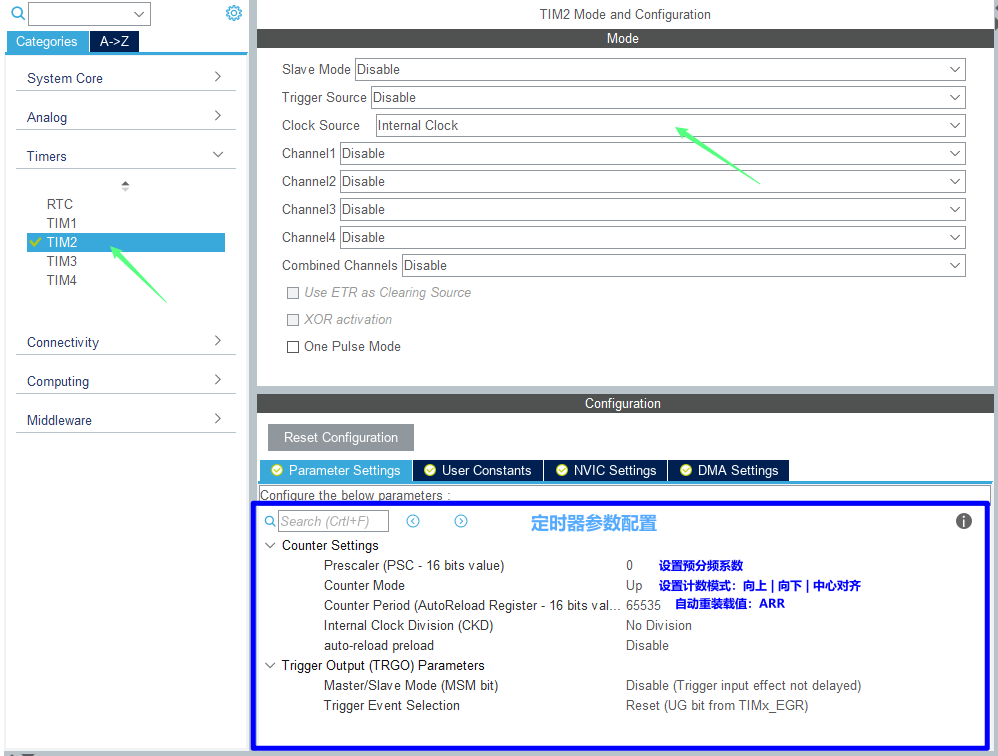 TIM2 Mode and Configuration
Categories
A->Z
System Core
Analog
Timers
RTC
TIM1
TIM2
TIM3
TIM4
Connectivity
Computing
Middleware
Mode
Slave Mode Disable
Trigger Source Disable
Clock Source Internal Clock
Channel1 Disable
Channel2 Disable
Channel3 Disable
Channel4 Disable
Combined Channels Disable
Use ETR as Clearing Source
XOR activation
One Pulse Mode
Configuration
Reset Configuration
Parameter Settings User Constants NVIC Settings DMA Settings
Configure the below parameters :
Search (CrtI+F) 定时器参数配置
Counter Settings
Prescaler (PSC - 16 bits value) 0 设置预分频系数
Counter Mode Up 设置计数模式：向上 | 向下 | 中心对齐
Counter Period (AutoReload Register - 16 bits val... 65535 自动重装载值：ARR
Internal Clock Division (CKD) No Division
auto-reload preload Disable
Trigger Output (TRGO) Parameters
Master/Slave Mode (MSM bit) Disable (Trigger input effect not delayed)
Trigger Event Selection Reset (UG bit from TIMx_EGR)